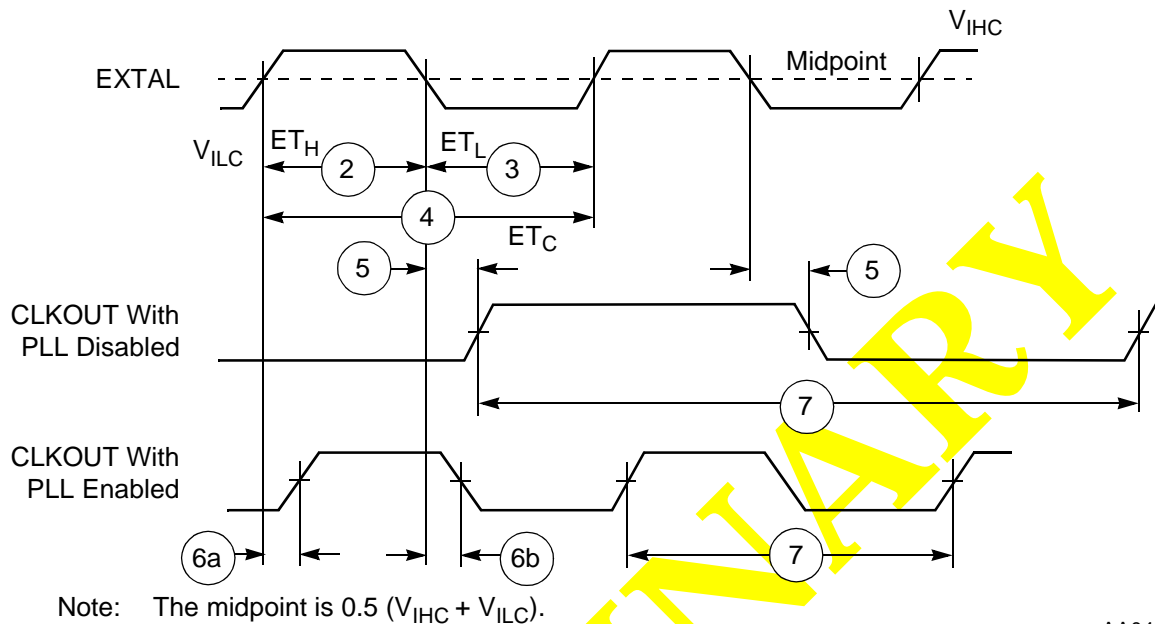 V_IHC
EXTAL
Midpoint
V_ILC
ET_H
2
ET_L
3
4
ET_C
5
5
CLKOUT With
PLL Disabled
7
CLKOUT With
PLL Enabled
6a
6b
7
Note: The midpoint is 0.5 (V_IHC + V_ILC).
NARY